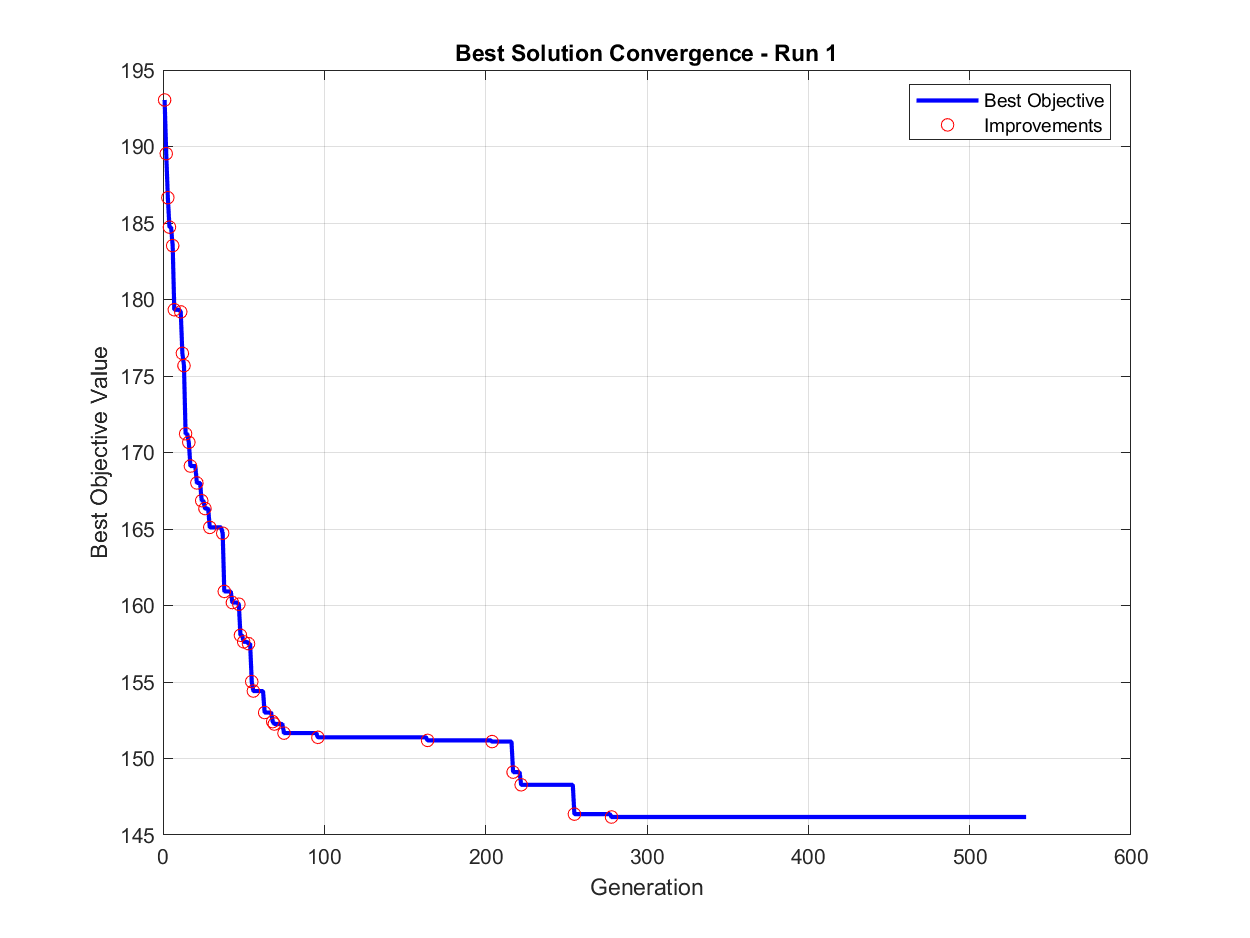 Best Solution Convergence - Run 1
195
190
185
180
175
170
165
160
155
150
145
Best Objective Value
Best Objective
Improvements
0 100 200 300 400 500 600
Generation